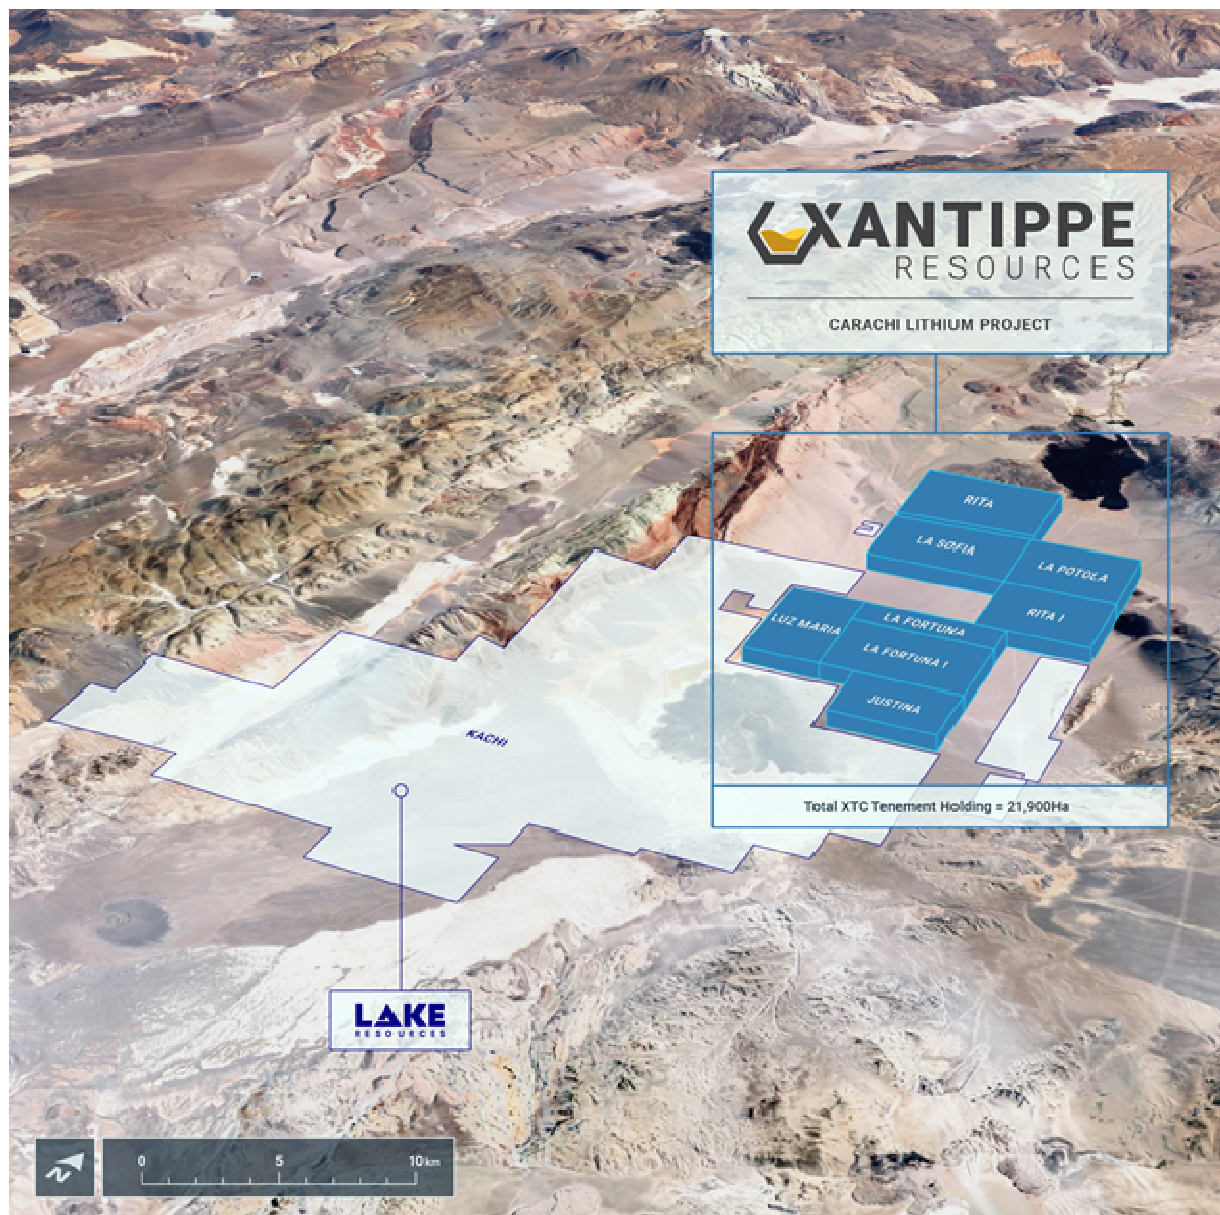 XANTIPPE
RESOURCES
CARACHI LITHIUM PROJECT
RITA
LA SOFIA
LA POTOLA
RITA I
LUZ MARIA
LA FORTUNA
LA FORTUNA I
JUSTINA
KACHI
Total XTC Tenement Holding = 21,900Ha
LAKE
RESOURCES
N
0 5 10km